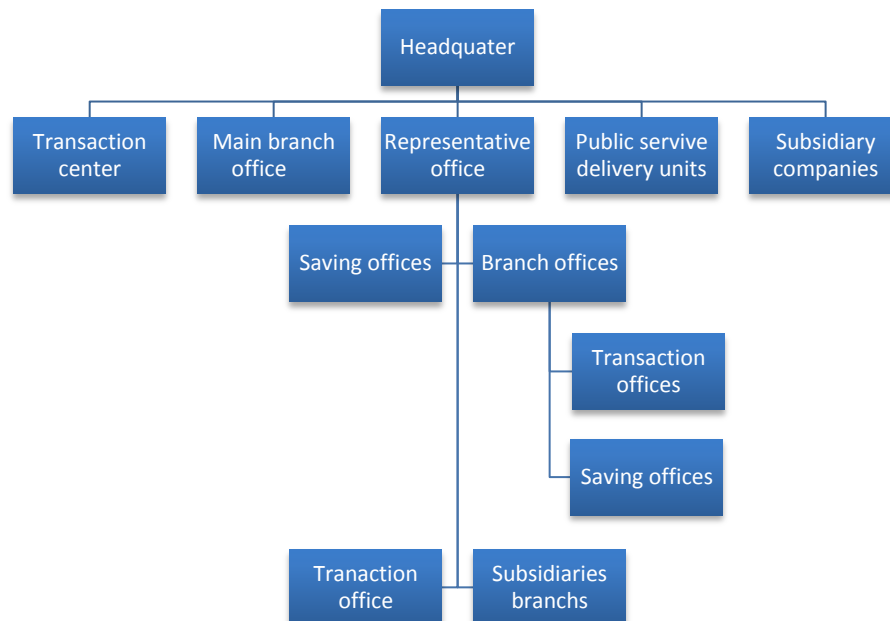 Headquater
Transaction
center
Main branch
office
Representative
office
Public servive
delivery units
Subsidiary
companies
Saving offices
Branch offices
Transaction
offices
Saving offices
Tranaction
office
Subsidiaries
branchs